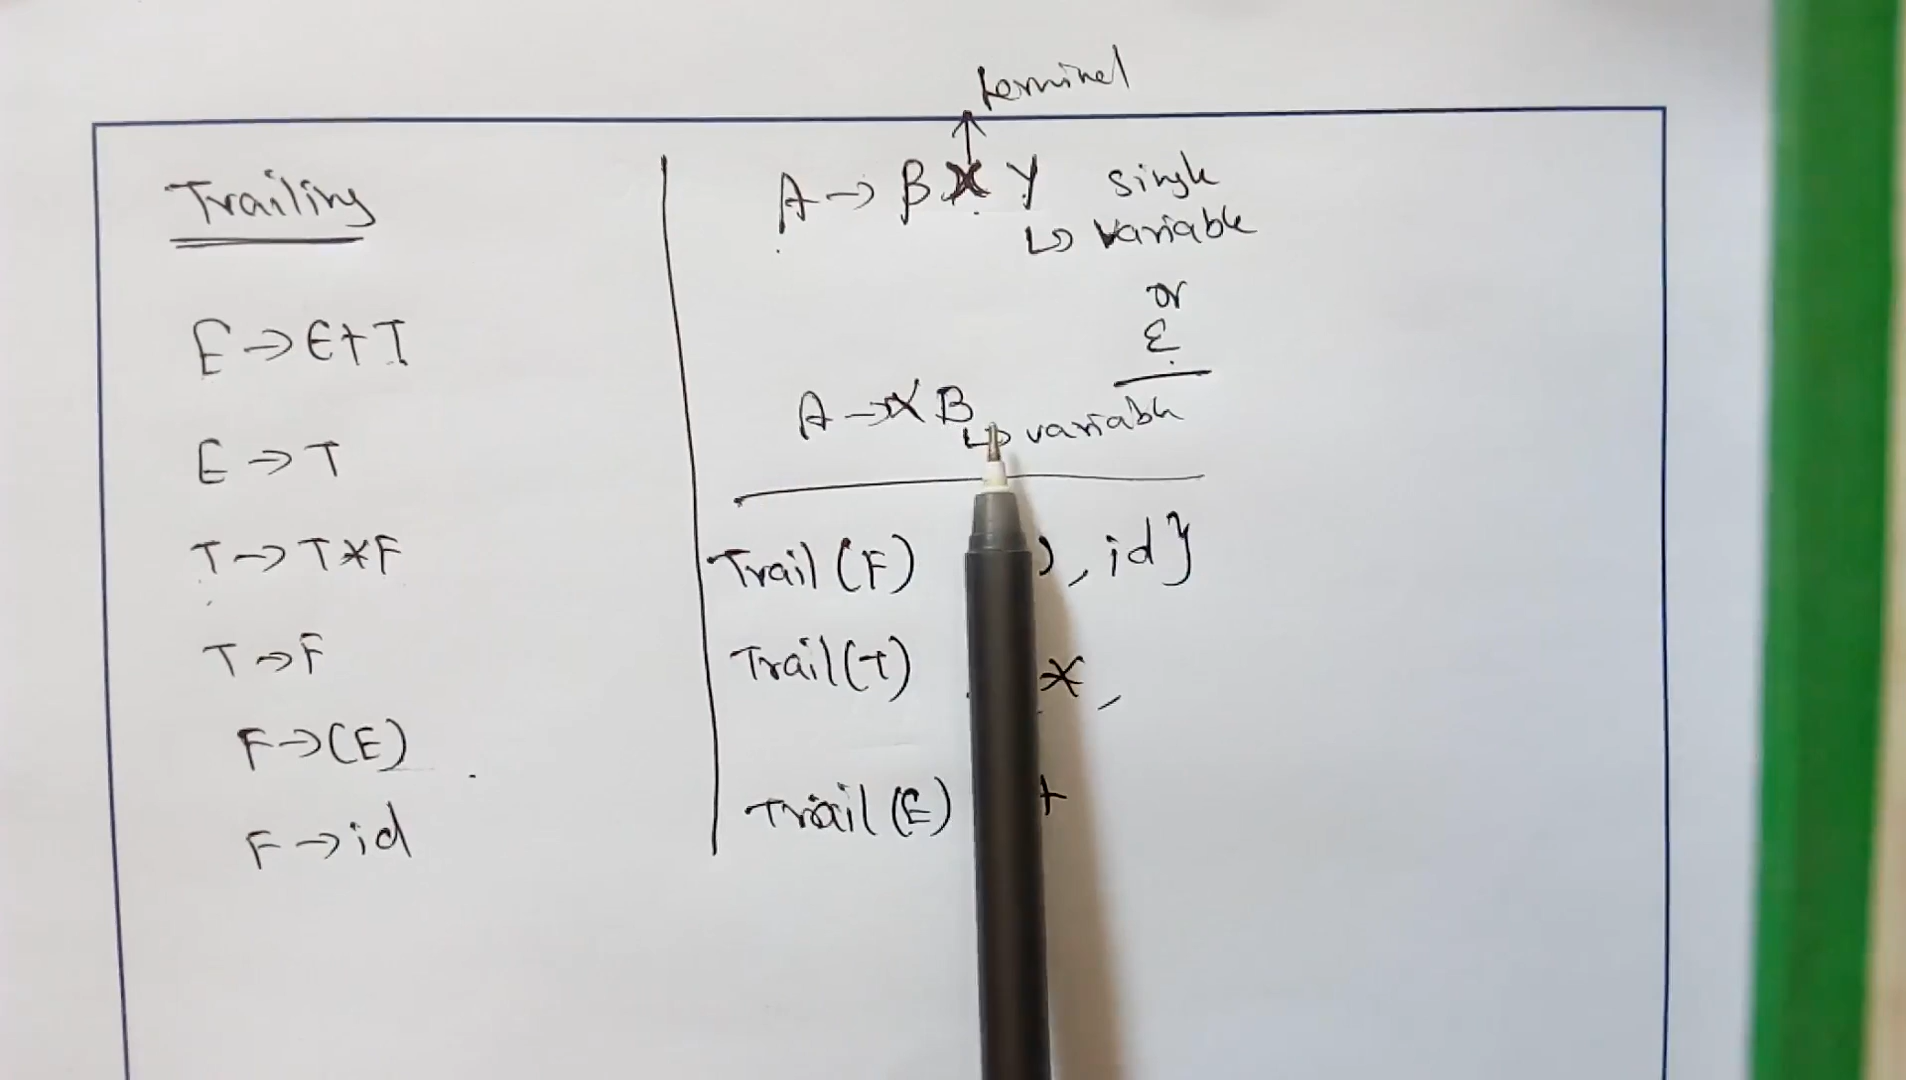 Trailing
E → E+T
E → T
T → T*F
T → F
F → (E)
F → id
terminal
A → β X Y single
↳ variable
or
ε
A → X B
↳ variable
Trail (F) ), id}
Trail (T) *,
Trail (E) +